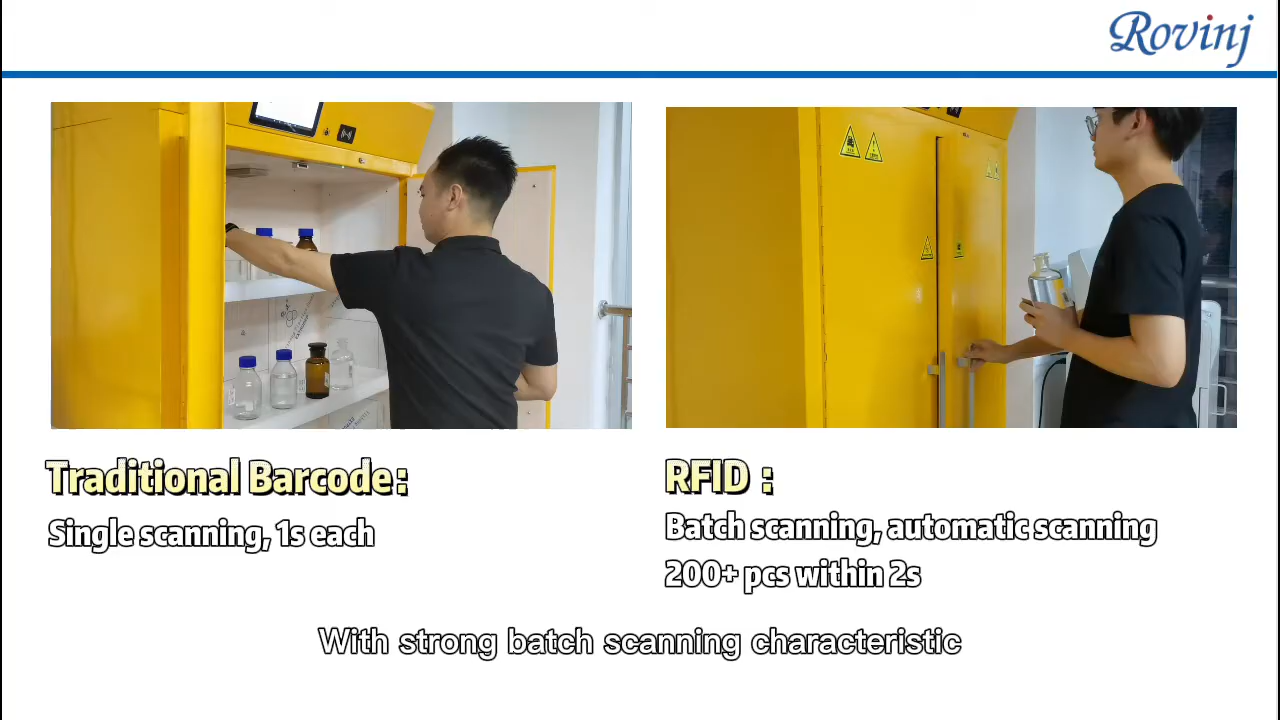 Rovinj
Traditional Barcode:
Single scanning, 1s each
RFID :
Batch scanning, automatic scanning
200+ pcs within 2s
With strong batch scanning characteristic